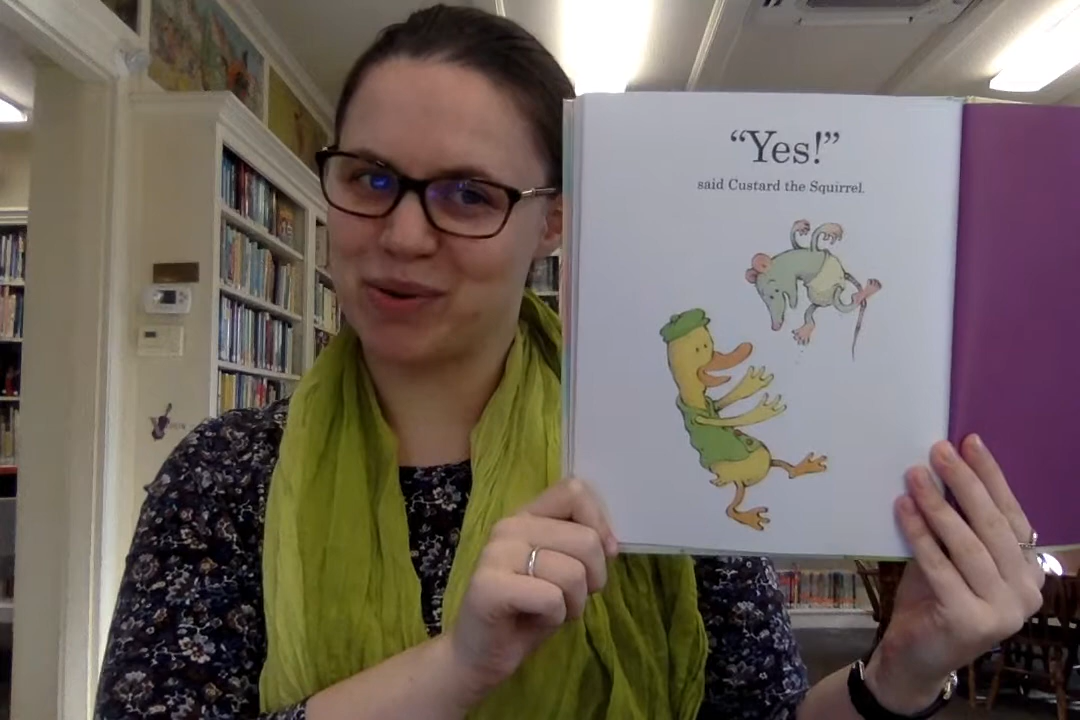 “Yes!”
said Custard the Squirrel.